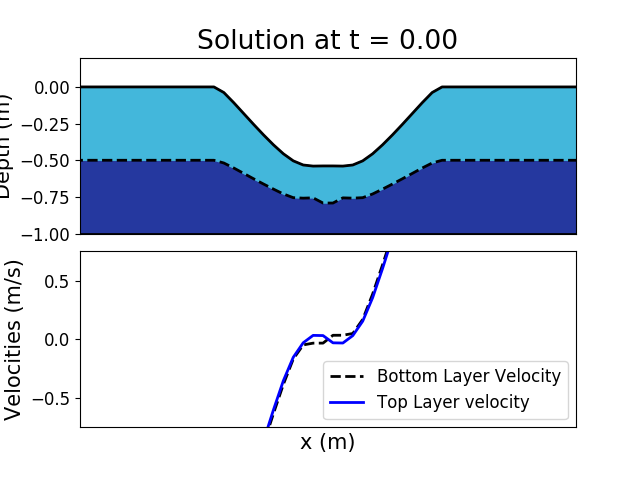 Solution at t = 0.00
Depth (m)
0.00
−0.25
−0.50
−0.75
−1.00
Velocities (m/s)
0.5
0.0
−0.5
Bottom Layer Velocity
Top Layer velocity
x (m)